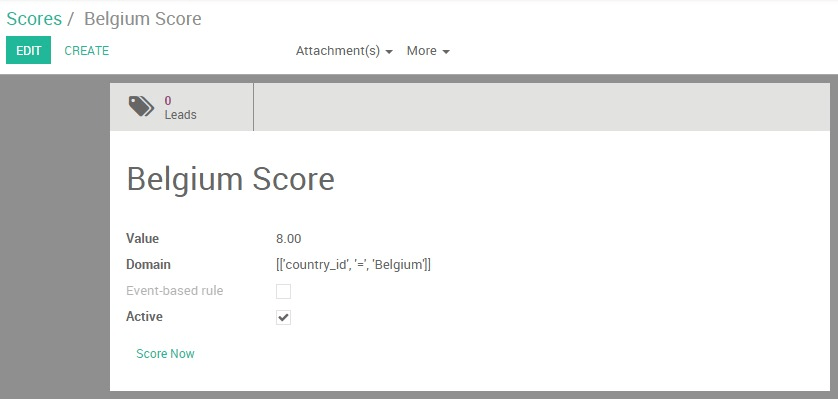 Scores / Belgium Score
EDIT CREATE Attachment(s) More
0
Leads
Belgium Score
Value 8.00
Domain [['country_id', '=', 'Belgium']]
Event-based rule
Active
Score Now